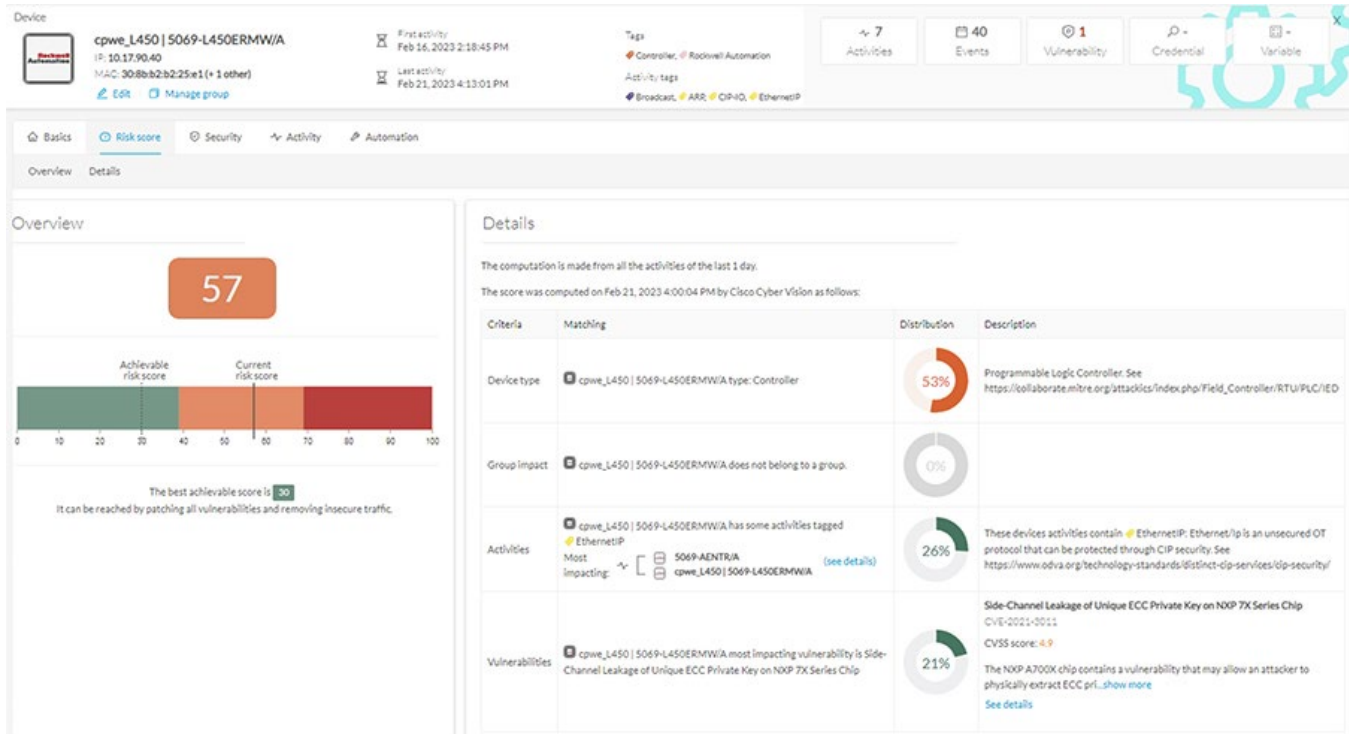 Device
Rockwell
Automation
cpwe_L450 | 5069-L450ERMW/A
IP: 10.17.90.40
MAC: 30:8b:b2:b2:25:e1 (+ 1 other)
Edit Manage group
First activity
Feb 16, 2023 2:18:45 PM
Last activity
Feb 21, 2023 4:13:01 PM
Tags
Controller, Rockwell Automation
Activity tags
Broadcast, ARP, CIP-IO, EthernetIP
7
Activities
40
Events
1
Vulnerability
-
Credential
-
Variable
X
Basics Risk score Security Activity Automation
Overview Details
Overview
57
Achievable
risk score
Current
risk score
0 10 20 30 40 50 60 70 80 90 100
The best achievable score is 30
It can be reached by patching all vulnerabilities and removing insecure traffic.
Details
The computation is made from all the activities of the last 1 day.
The score was computed on Feb 21, 2023 4:00:04 PM by Cisco Cyber Vision as follows:
Criteria Matching Distribution Description
Device type
cpwe_L450 | 5069-L450ERMW/A type: Controller
53%
Programmable Logic Controller. See
https://collaborate.mitre.org/attackics/index.php/Field_Controller/RTU/PLC/IED
Group impact
cpwe_L450 | 5069-L450ERMW/A does not belong to a group.
0%
Activities
cpwe_L450 | 5069-L450ERMW/A has some activities tagged
EthernetIP
Most
impacting:
5069-AENTR/A
cpwe_L450 | 5069-L450ERMW/A
(see details)
26%
These devices activities contain EthernetIP: Ethernet/Ip is an unsecured OT
protocol that can be protected through CIP security. See
https://www.odva.org/technology-standards/distinct-cip-services/cip-security/
Vulnerabilities
cpwe_L450 | 5069-L450ERMW/A most impacting vulnerability is Side-
Channel Leakage of Unique ECC Private Key on NXP 7X Series Chip
21%
Side-Channel Leakage of Unique ECC Private Key on NXP 7X Series Chip
CVE-2021-3011
CVSS score: 4.9
The NXP A700X chip contains a vulnerability that may allow an attacker to
physically extract ECC pri...show more
See details